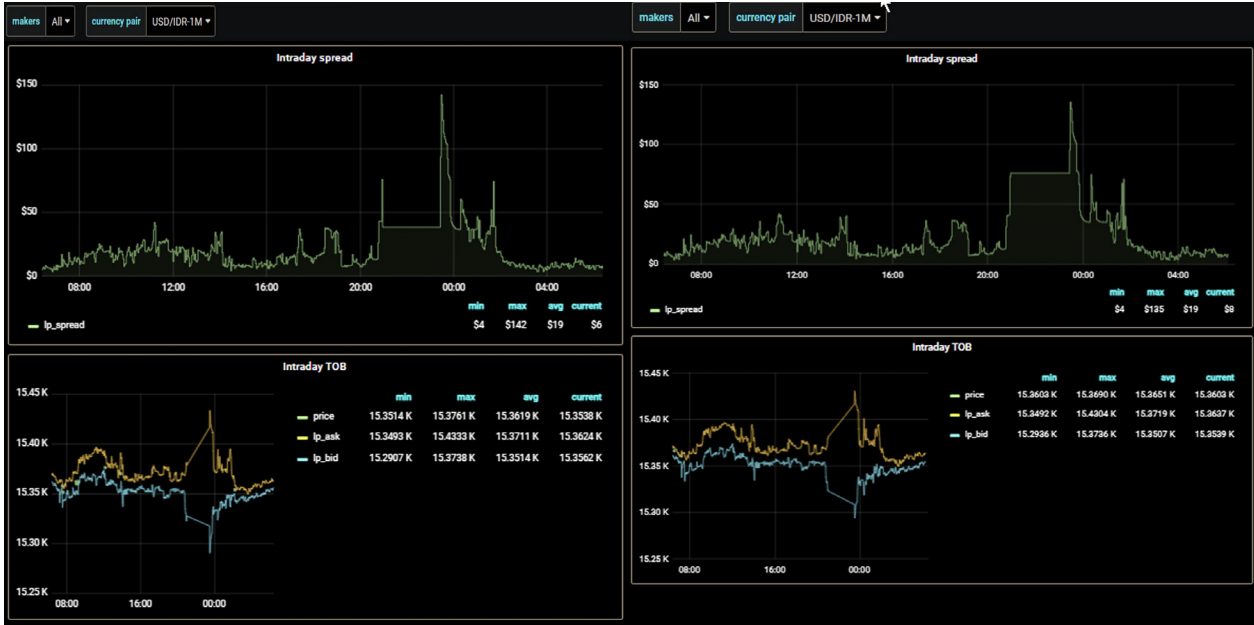 makers All currency pair USD/IDR-1M
Intraday spread
$150
$100
$50
$0
08:00 12:00 16:00 20:00 00:00 04:00
min max avg current
lp_spread $4 $142 $19 $6
Intraday TOB
15.45 K
15.40 K
15.35 K
15.30 K
15.25 K
08:00 16:00 00:00
min max avg current
price 15.3514 K 15.3761 K 15.3619 K 15.3538 K
lp_ask 15.3493 K 15.4333 K 15.3711 K 15.3624 K
lp_bid 15.2907 K 15.3738 K 15.3514 K 15.3562 K
makers All currency pair USD/IDR-1M
Intraday spread
$150
$100
$50
$0
08:00 12:00 16:00 20:00 00:00 04:00
min max avg current
lp_spread $4 $135 $19 $8
Intraday TOB
15.45 K
15.40 K
15.35 K
15.30 K
15.25 K
08:00 16:00 00:00
min max avg current
price 15.3603 K 15.3690 K 15.3651 K 15.3603 K
lp_ask 15.3492 K 15.4304 K 15.3719 K 15.3637 K
lp_bid 15.2936 K 15.3736 K 15.3507 K 15.3539 K